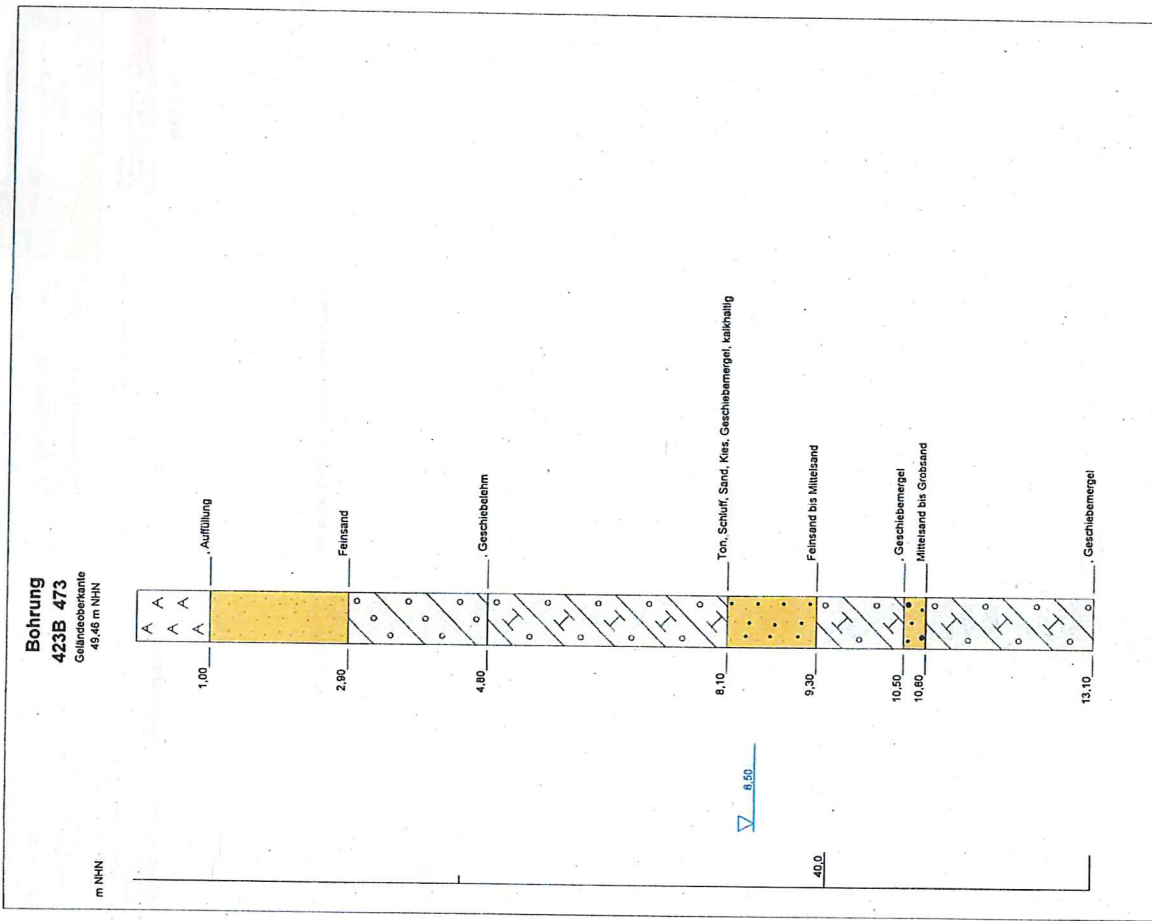 Bohrung
423B 473
Geländeoberkante
49,46 m NHN
m NHN
A A A A A A A
1,00
, Auffüllung
2,90
Feinsand
4,80
, Geschiebelehm
8,10
Ton, Schluff, Sand, Kies, Geschiebemergel, kalkhaltig
8,50
9,30
Feinsand bis Mittelsand
40,0
10,50
, Geschiebemergel
10,80
Mittelsand bis Grobsand
13,10
, Geschiebemergel